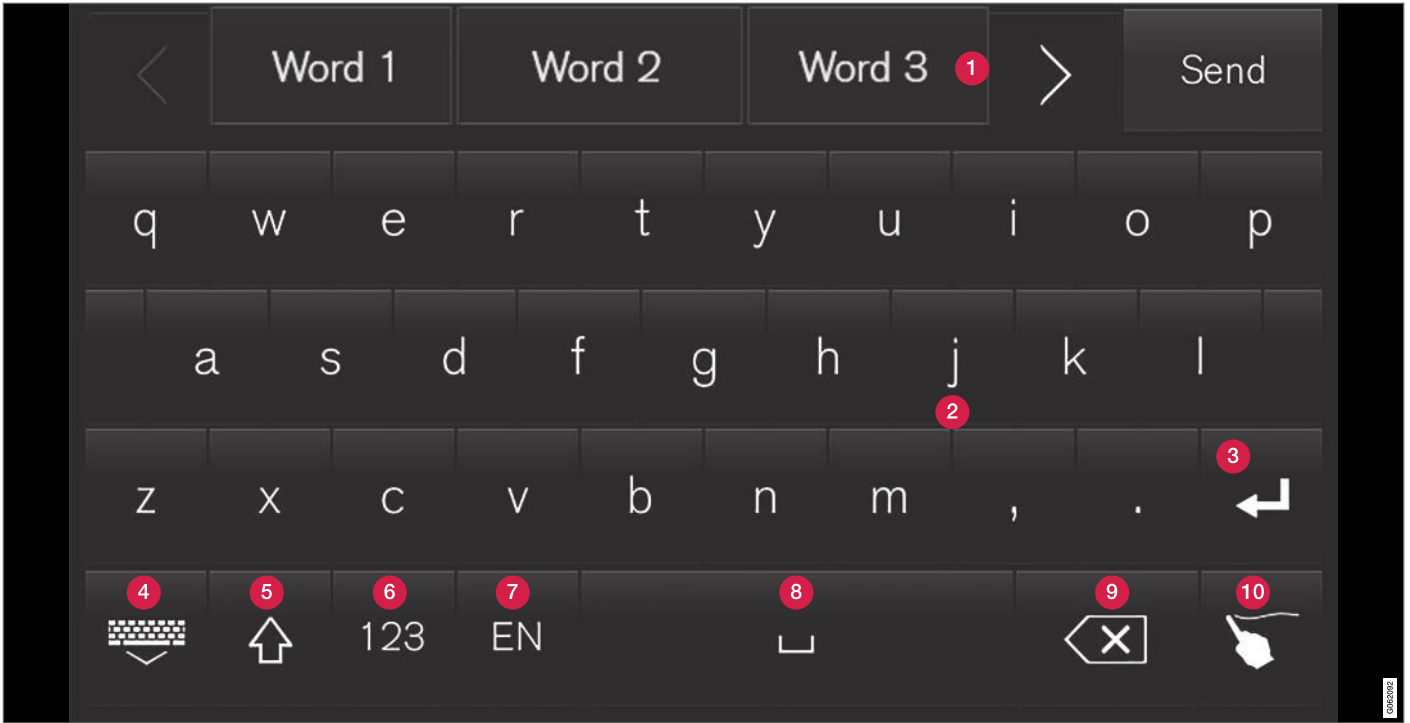 Word 1 Word 2 Word 3 1 Send
q w e r t y u i o p
a s d f g h j k l
2
3
z x c v b n m , .
4 5 6 7 8 9 10
123 EN
G062092